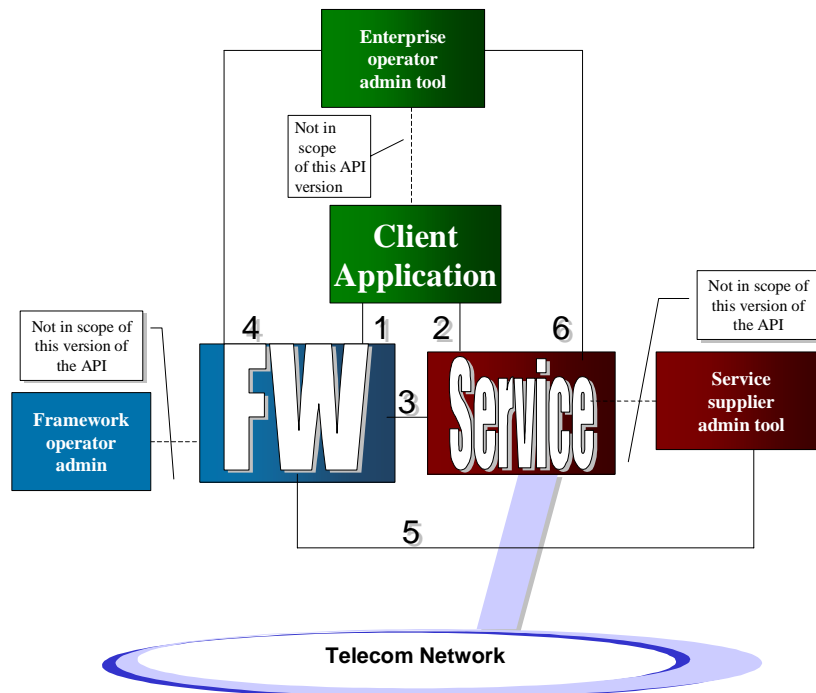 Enterprise
operator
admin tool
Not in
scope
of this API
version
Client
Application
Not in scope of
this version of
the API
Not in scope of
this version of
the API
4
1
2
6
FW
3
Service
Framework
operator
admin
Service
supplier
admin tool
5
Telecom Network